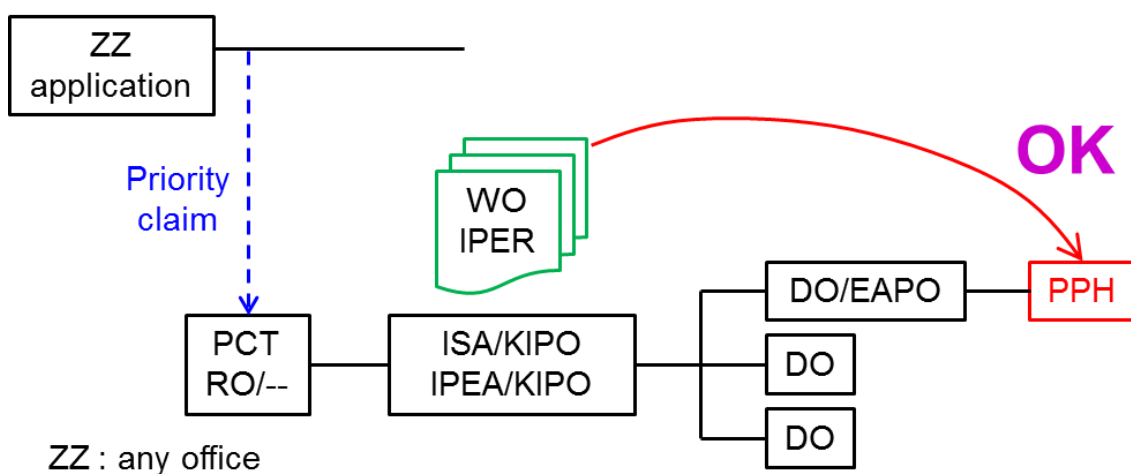 ZZ
application
OK
Priority
claim
WO
IPER
DO/EAPO
PPH
PCT
RO/--
ISA/KIPO
IPEA/KIPO
DO
DO
ZZ : any office